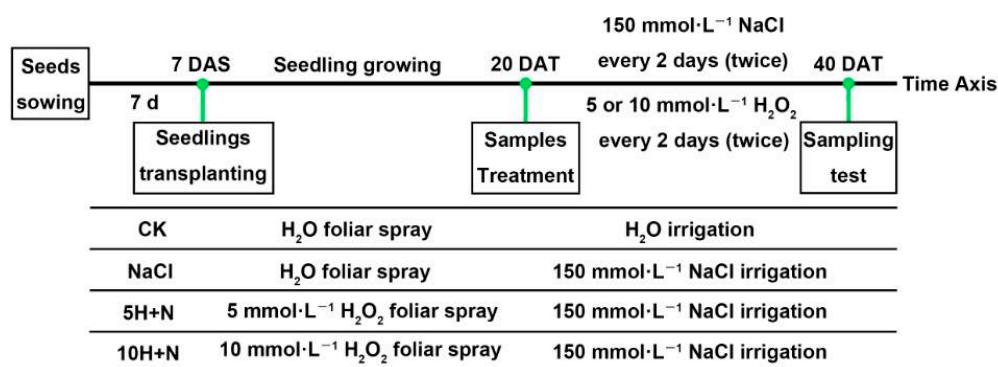 150 mmol·L⁻¹ NaCl
every 2 days (twice)
Seeds
sowing
7 DAS
Seedling growing
20 DAT
40 DAT
Time Axis
7 d
5 or 10 mmol·L⁻¹ H₂O₂
every 2 days (twice)
Seedlings
transplanting
Samples
Treatment
Sampling
test
CK H₂O foliar spray H₂O irrigation
NaCl H₂O foliar spray 150 mmol·L⁻¹ NaCl irrigation
5H+N 5 mmol·L⁻¹ H₂O₂ foliar spray 150 mmol·L⁻¹ NaCl irrigation
10H+N 10 mmol·L⁻¹ H₂O₂ foliar spray 150 mmol·L⁻¹ NaCl irrigation